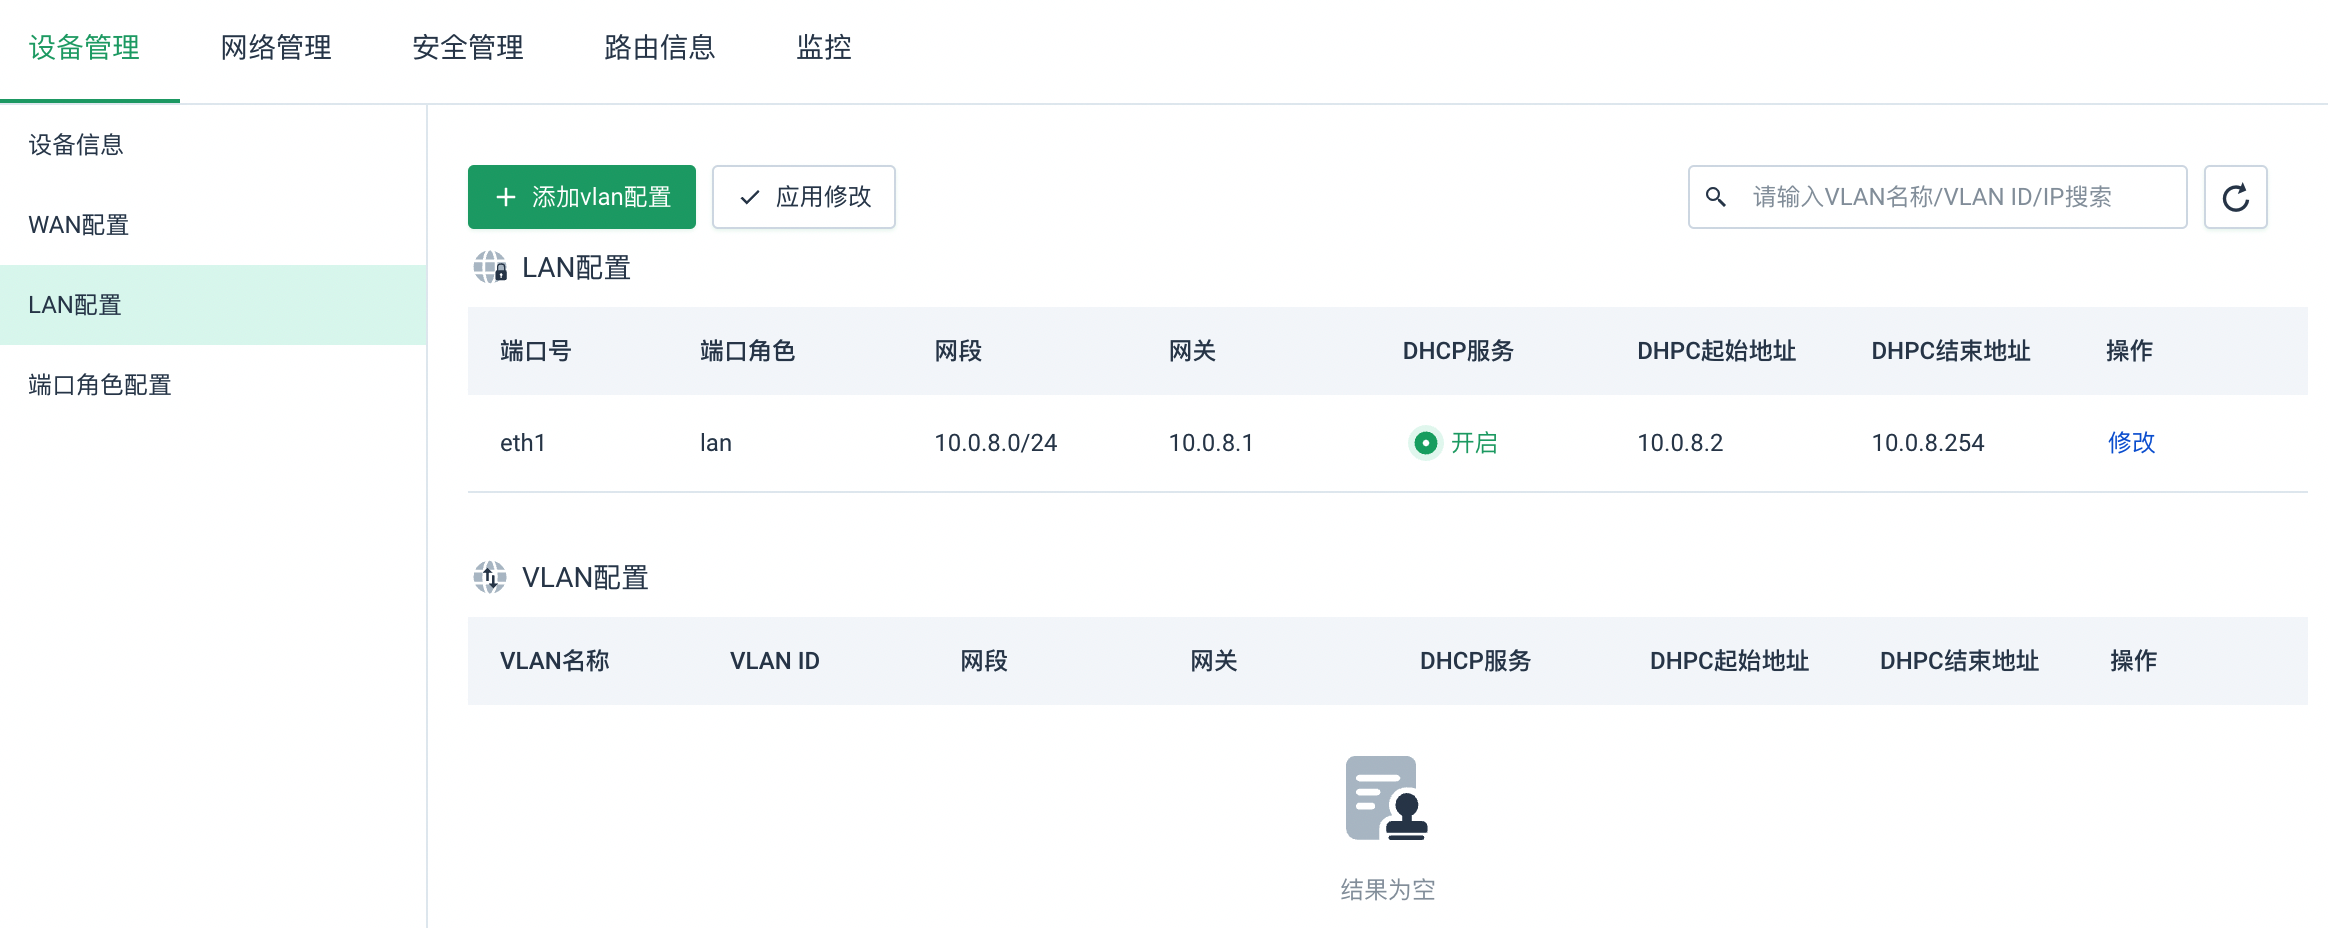 设备管理 网络管理 安全管理 路由信息 监控
设备信息
WAN配置
LAN配置
端口角色配置
添加vlan配置 应用修改 请输入VLAN名称/VLAN ID/IP搜索
LAN配置
端口号 端口角色 网段 网关 DHCP服务 DHPC起始地址 DHPC结束地址 操作
eth1 lan 10.0.8.0/24 10.0.8.1 开启 10.0.8.2 10.0.8.254 修改
VLAN配置
VLAN名称 VLAN ID 网段 网关 DHCP服务 DHPC起始地址 DHPC结束地址 操作
结果为空